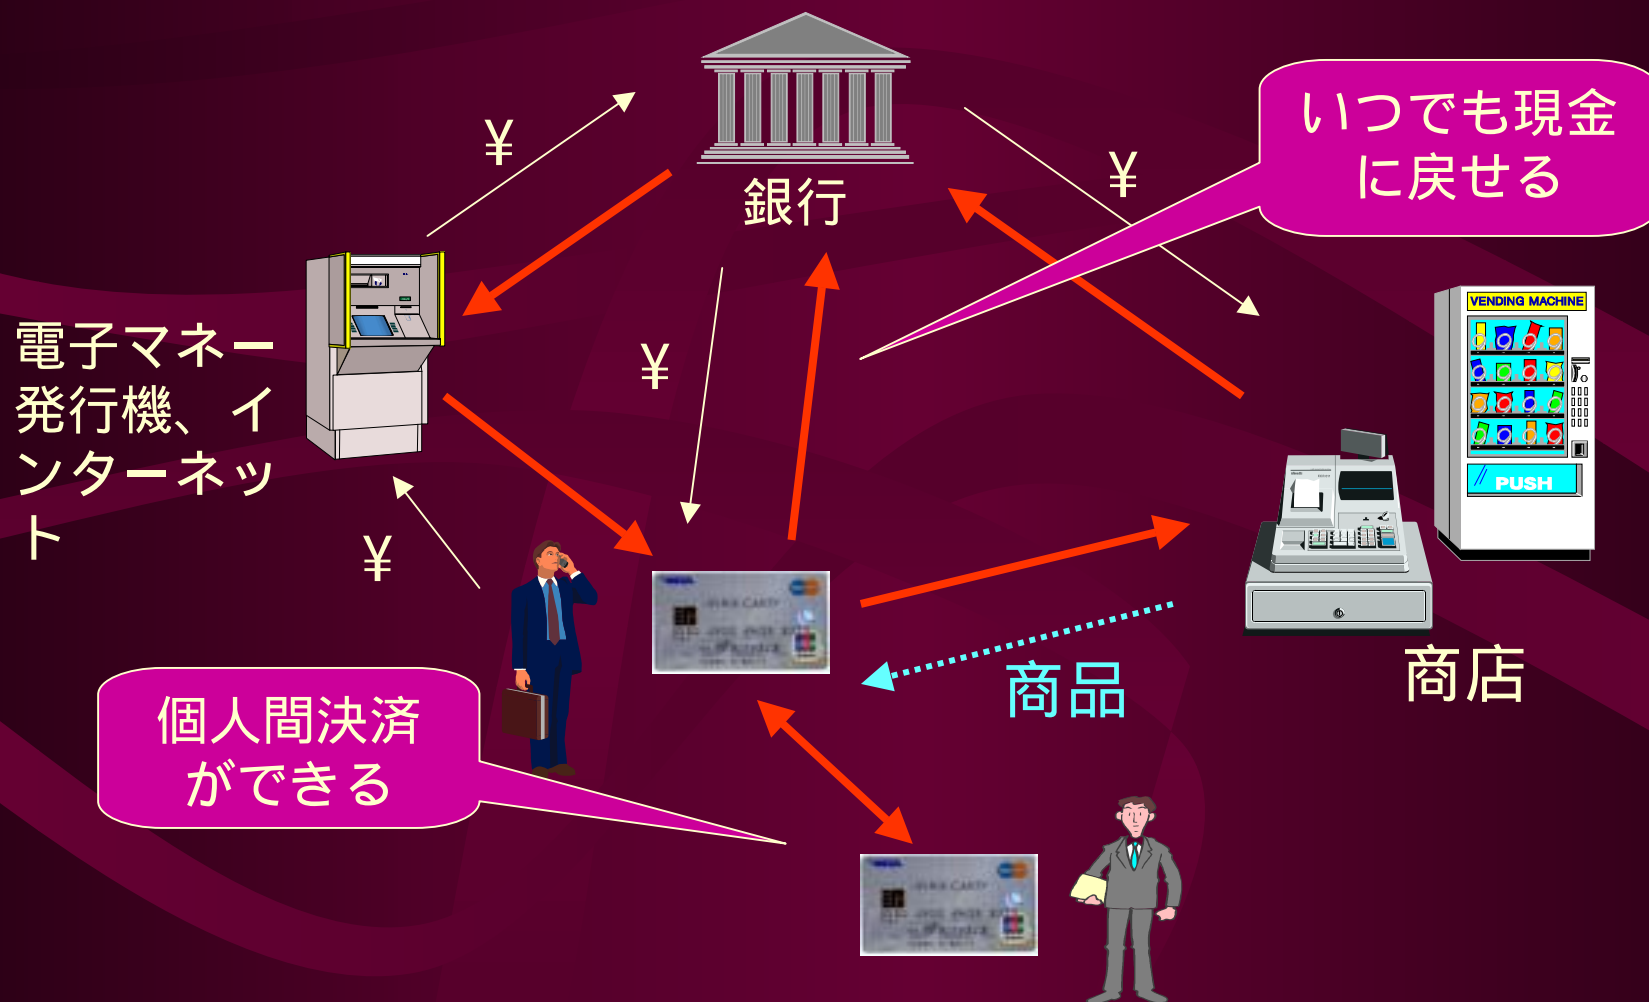 ¥
銀行
¥
いつでも現金
に戻せる
VENDING MACHINE
電子マネー
発行機、イ
ンターネッ
ト
¥
¥
PUSH
商品
商店
個人間決済
ができる